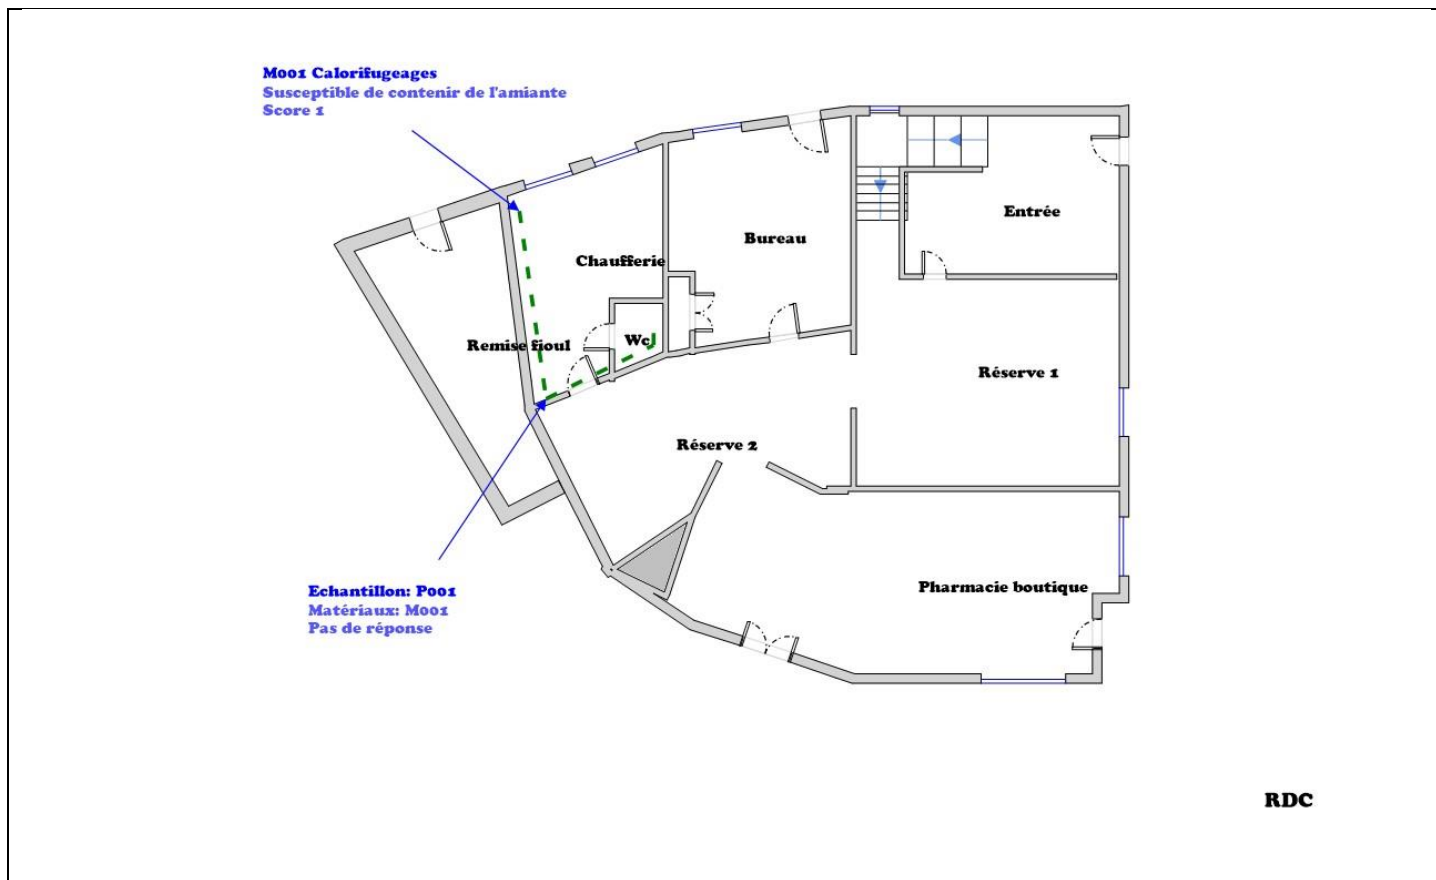 M001 Calorifugeages
Susceptible de contenir de l'amiante
Score 1
Entrée
Bureau
Chaufferie
Wc
Remise fioul
Réserve 1
Réserve 2
Pharmacie boutique
Echantillon: P001
Matériaux: M001
Pas de réponse
RDC